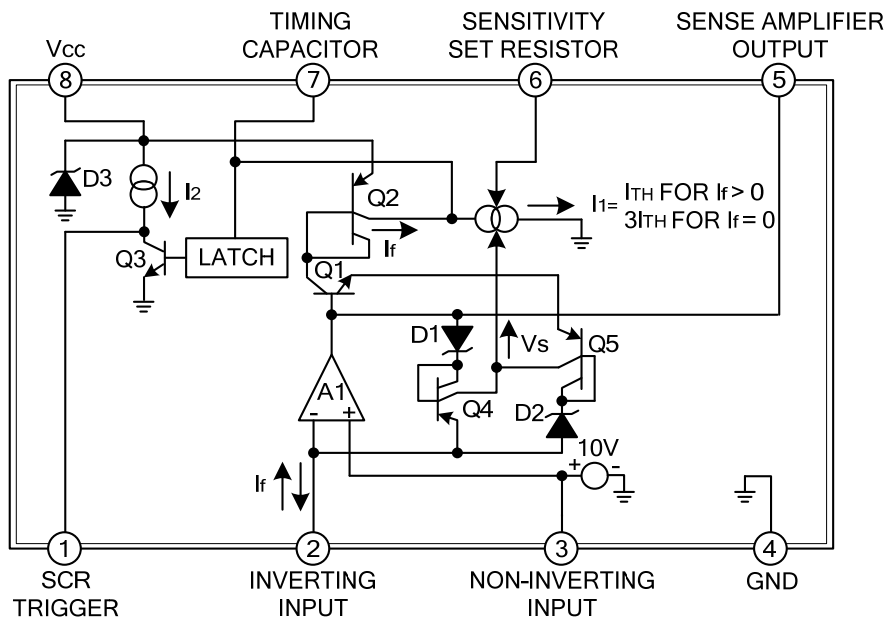 TIMING
CAPACITOR
SENSITIVITY
SET RESISTOR
SENSE AMPLIFIER
OUTPUT
Vcc
8
7
6
5
D3
I2
Q2
If
I1= ITH FOR If > 0
3ITH FOR If = 0
Q3
LATCH
Q1
D1
Vs
Q5
A1
- +
Q4
D2
10V
+ -
If
1
2
3
4
SCR
TRIGGER
INVERTING
INPUT
NON-INVERTING
INPUT
GND